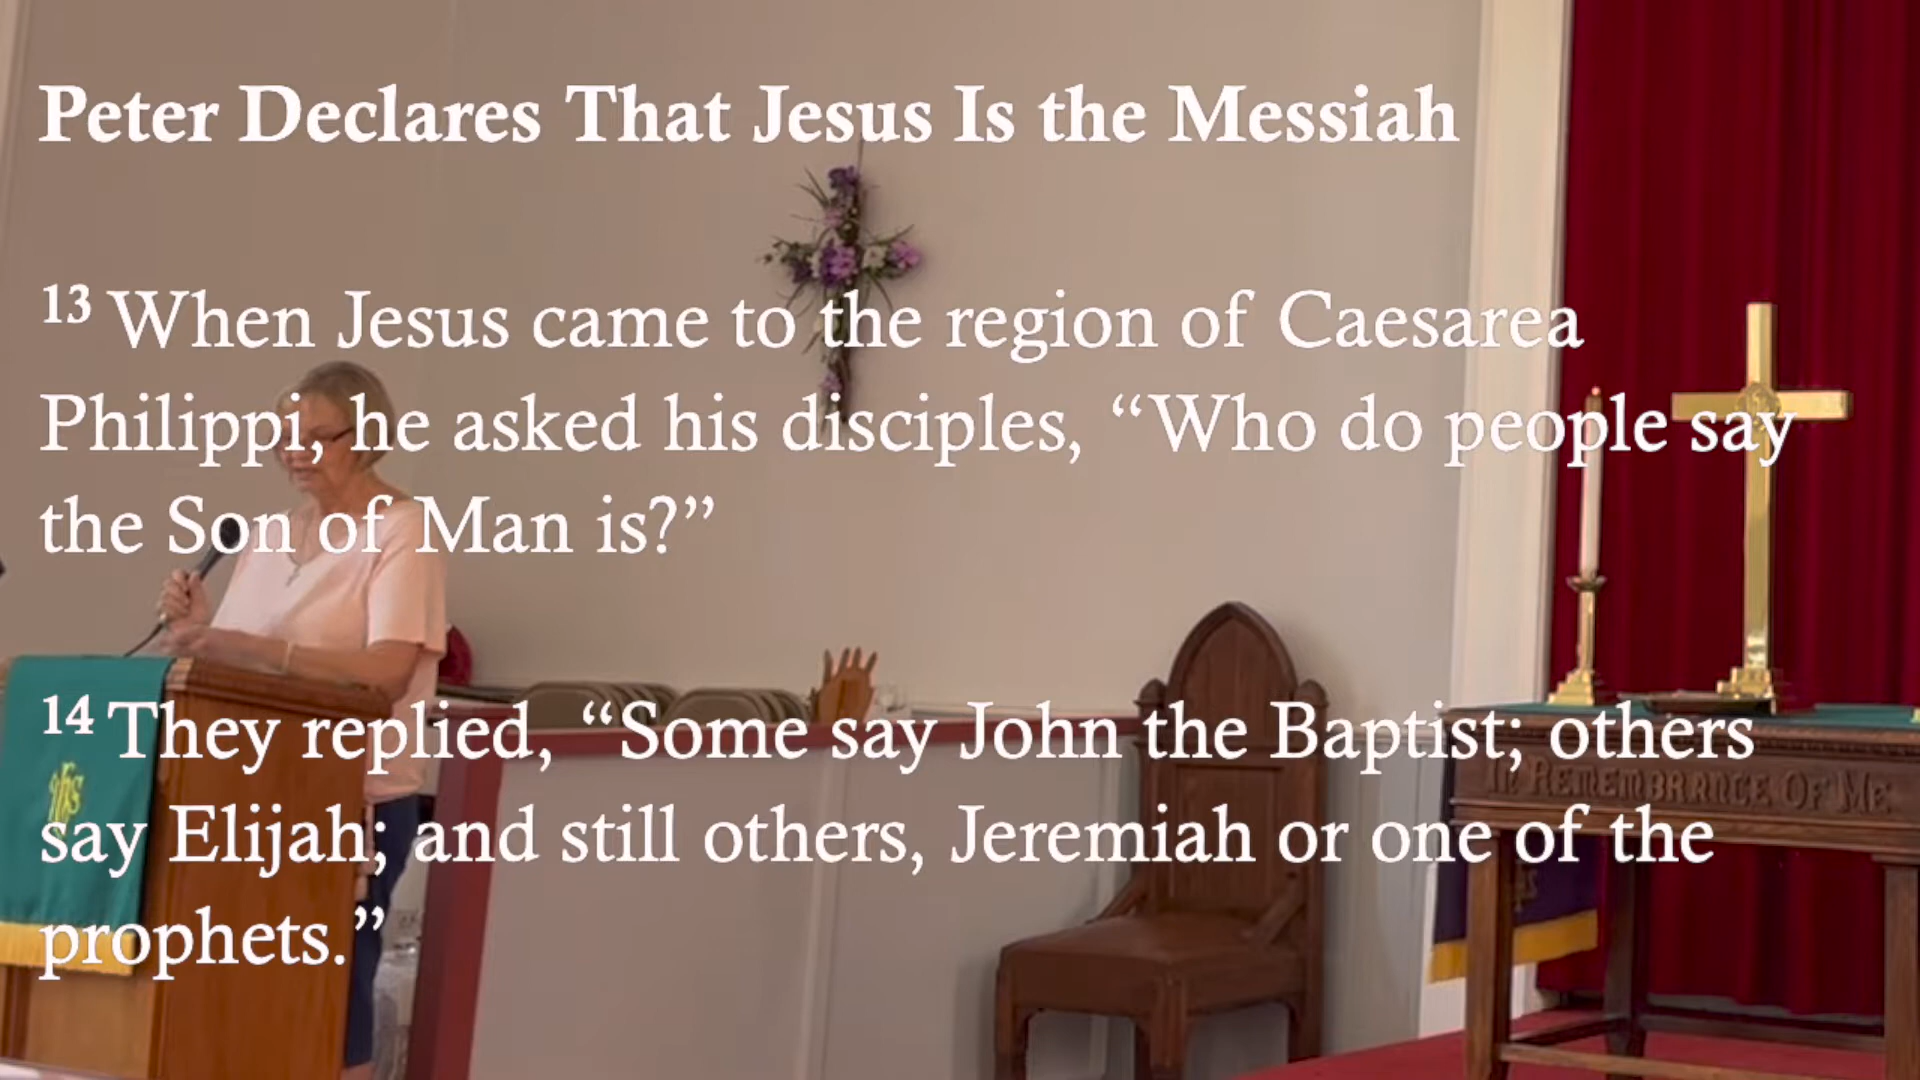 Peter Declares That Jesus Is the Messiah
13 When Jesus came to the region of Caesarea
Philippi, he asked his disciples, “Who do people say
the Son of Man is?”
14 They replied, “Some say John the Baptist; others
say Elijah; and still others, Jeremiah or one of the
prophets.”
IN REMEMBRANCE OF ME
ihs